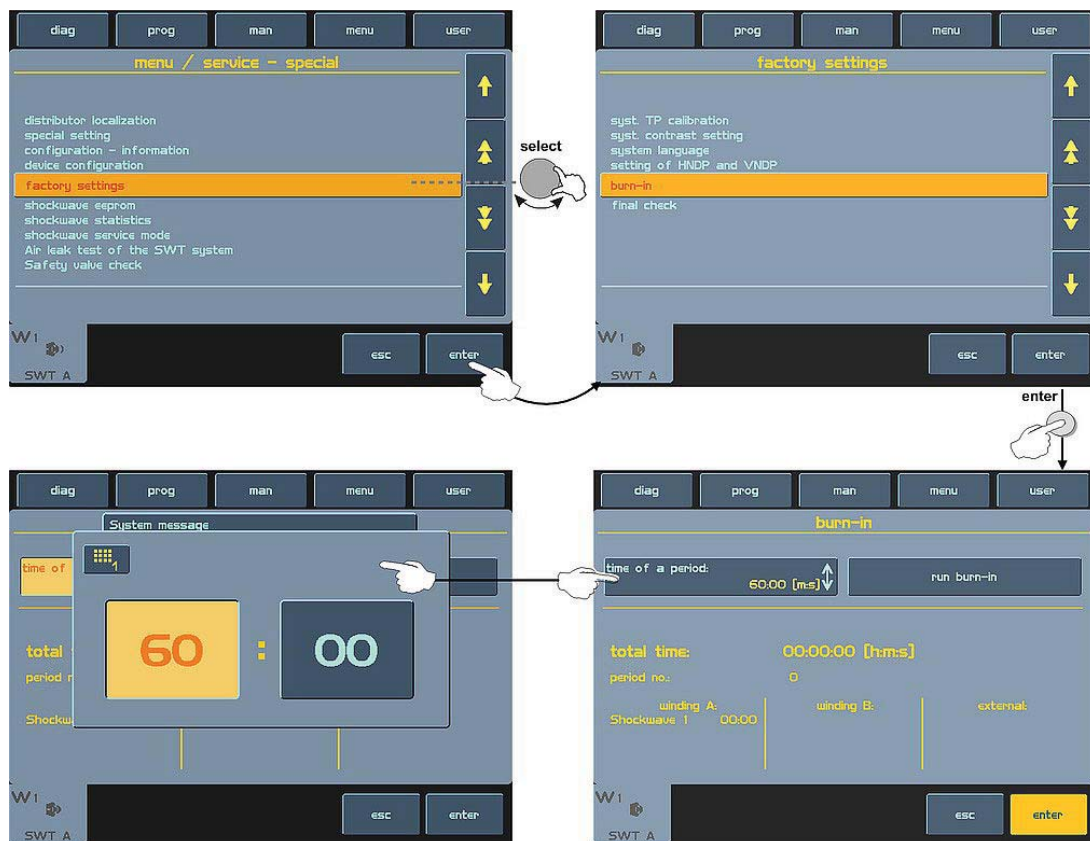 diag prog man menu user
menu / service - special
distributor localization
special setting
configuration - information
device configuration
factory settings
shockwave eeprom
shockwave statistics
shockwave service mode
Air leak test of the SWT system
Safety valve check
W1
esc enter
SWT A
select
diag prog man menu user
factory settings
syst. TP calibration
syst. contrast setting
system language
setting of HNDP and VNDP
burn-in
final check
W1
esc enter
SWT A
enter
diag prog man menu user
System message
time of
1
60 : 00
total
period
Shockw
W1
esc enter
SWT A
diag prog man menu user
burn-in
time of a period:
60:00 [m:s]
run burn-in
total time: 00:00:00 [h:m:s]
period no.: 0
winding A: winding B: external:
Shockwave 1 00:00
W1
esc enter
SWT A